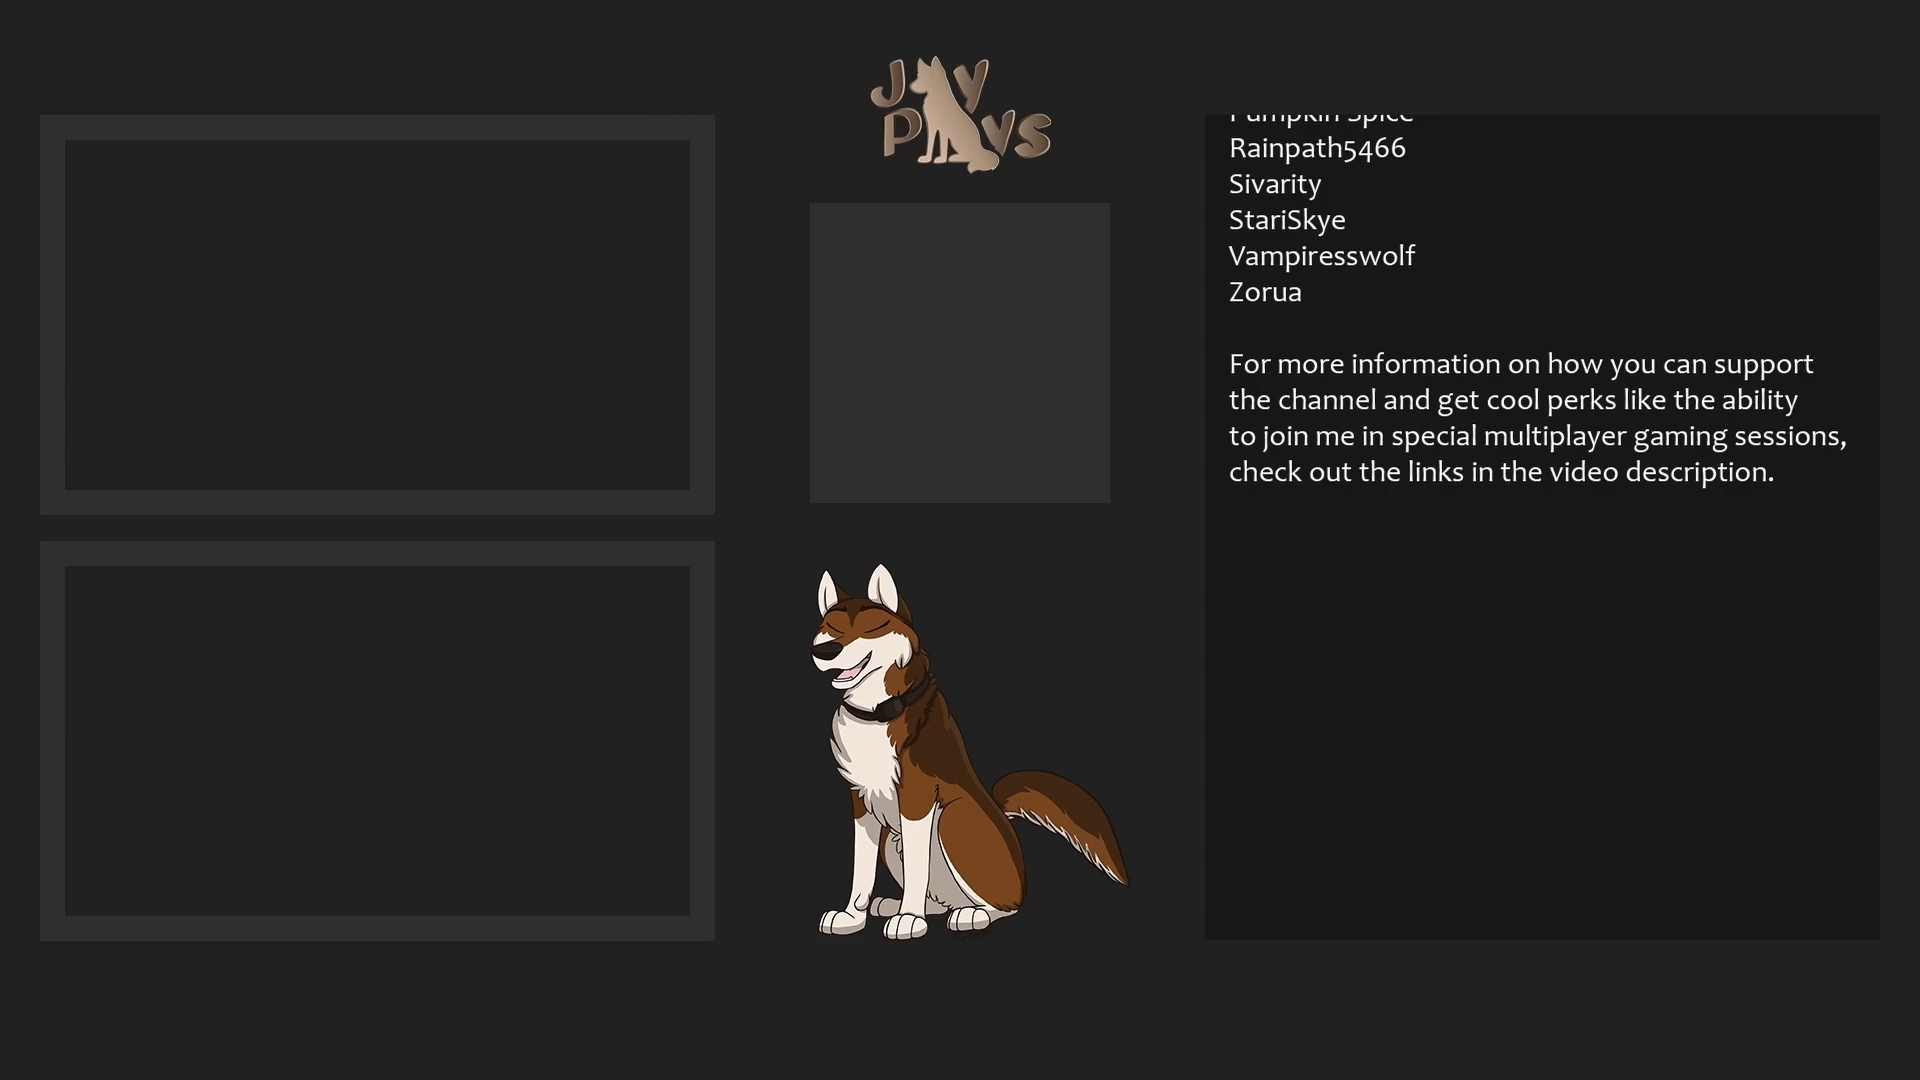 JAY
PAWS
Pumpkin Spice
Rainpath5466
Sivarity
StariSkye
Vampiresswolf
Zorua
For more information on how you can support
the channel and get cool perks like the ability
to join me in special multiplayer gaming sessions,
check out the links in the video description.